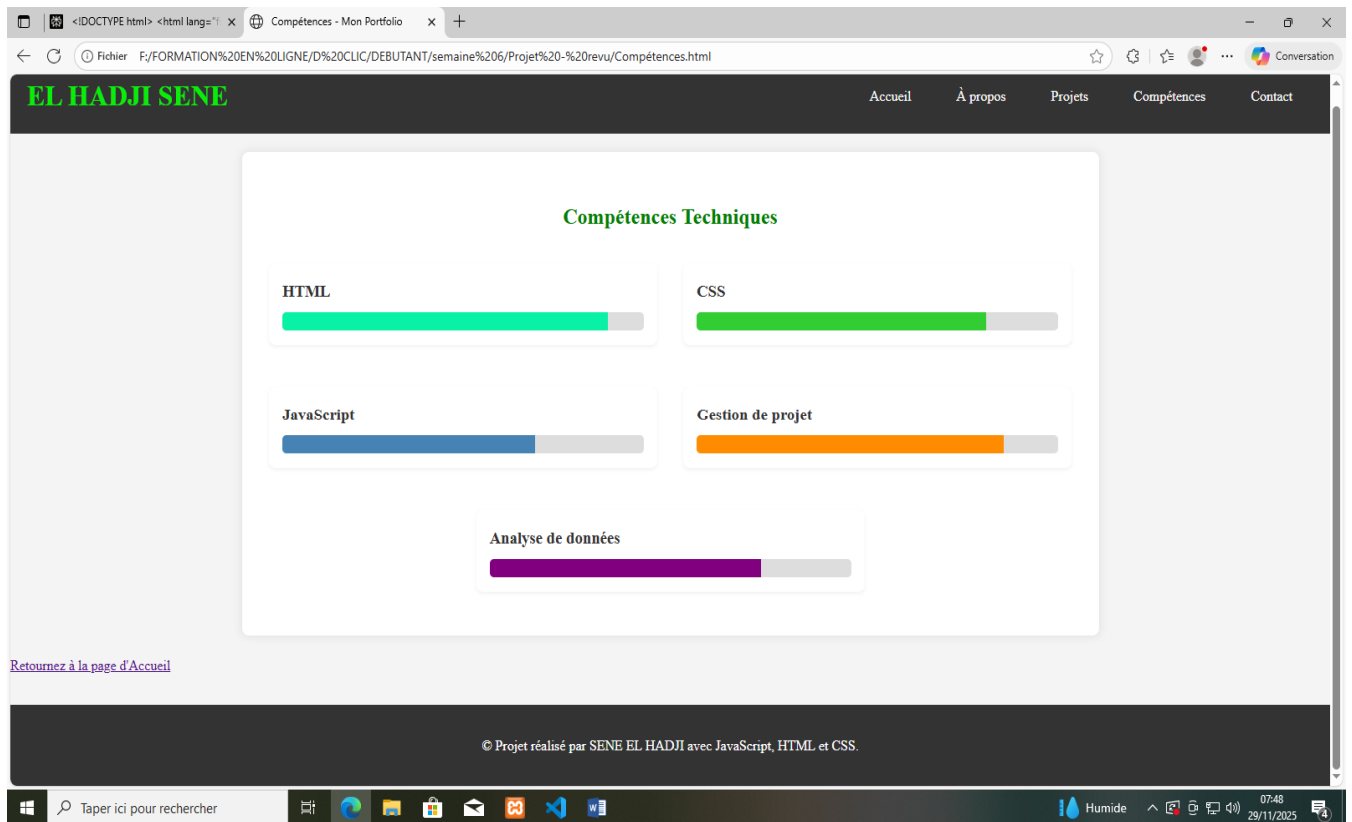 <!DOCTYPE html> <html lang="f
Compétences - Mon Portfolio
Fichier F:/FORMATION%20EN%20LIGNE/D%20CLIC/DEBUTANT/semaine%206/Projet%20-%20revu/Compétences.html
Conversation
EL HADJI SENE
Accueil À propos Projets Compétences Contact
Compétences Techniques
HTML
CSS
JavaScript
Gestion de projet
Analyse de données
Retournez à la page d'Accueil
© Projet réalisé par SENE EL HADJI avec JavaScript, HTML et CSS.
Taper ici pour rechercher
Humide
07:48
29/11/2025
4